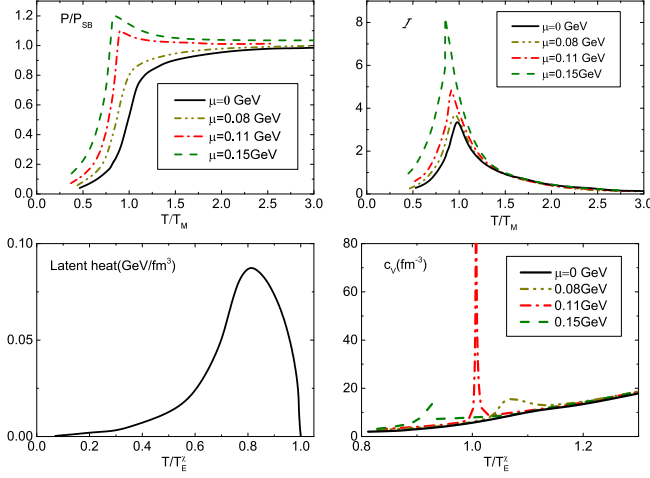 P/P_SB
μ=0 GeV
μ=0.08 GeV
μ=0.11 GeV
μ=0.15GeV
1.2
1.0
0.8
0.6
0.4
0.2
0.0
0.0 0.5 1.0 1.5 2.0 2.5 3.0
T/T_M
I
μ=0 GeV
μ=0.08 GeV
μ=0.11 GeV
μ=0.15GeV
8
6
4
2
0
0.0 0.5 1.0 1.5 2.0 2.5 3.0
T/T_M
Latent heat(GeV/fm³)
0.10
0.05
0.00
0.0 0.2 0.4 0.6 0.8 1.0
T/T_E^χ
c_V(fm⁻³)
μ=0 GeV
0.08GeV
0.11GeV
0.15GeV
80
60
40
20
0
0.8 1.0 1.2
T/T_E^χ